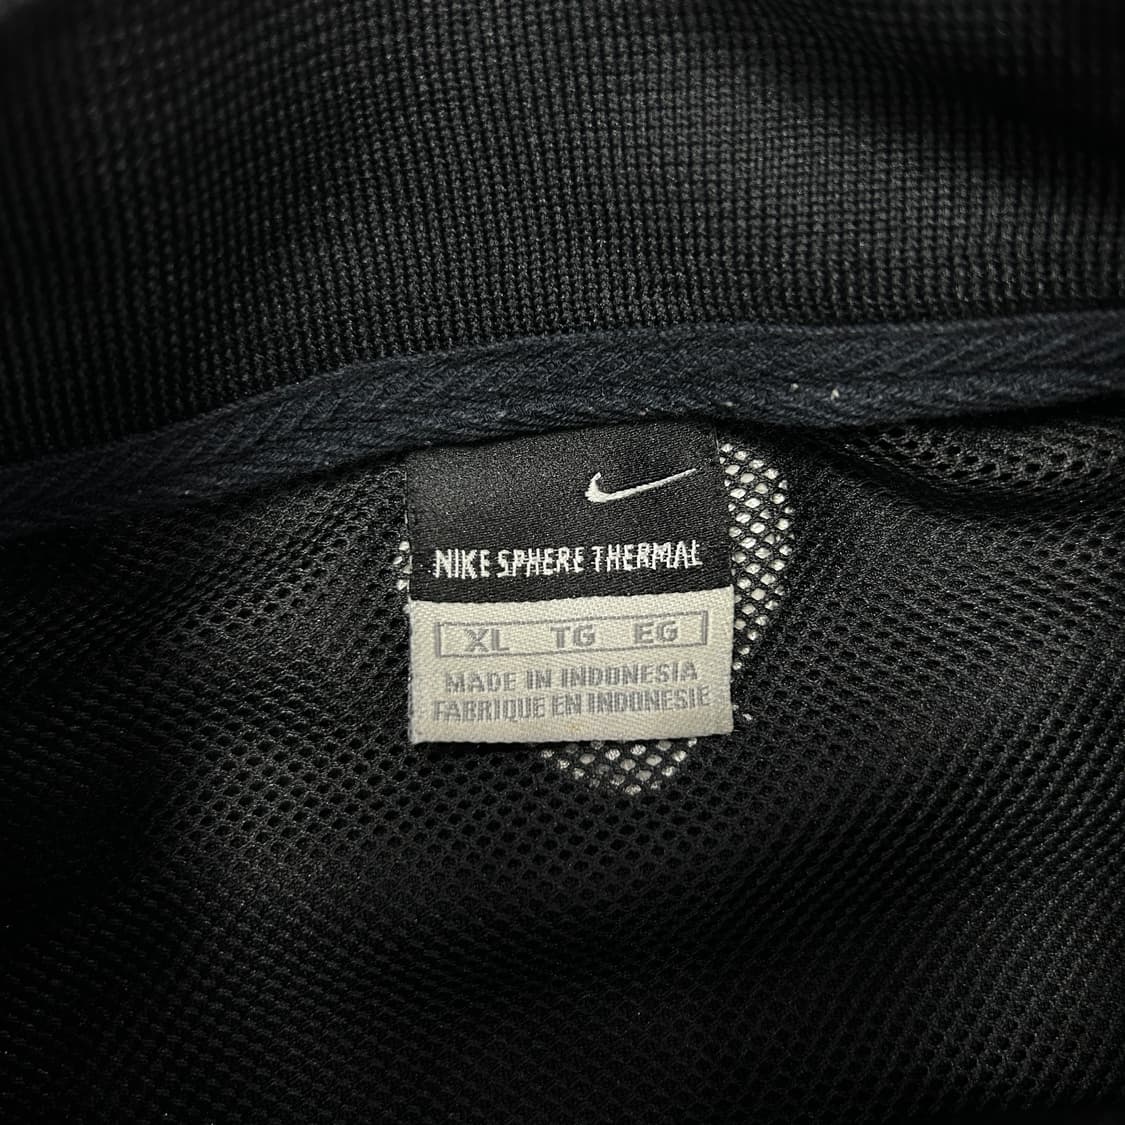 NIKE SPHERE THERMAL
XL TG EG
MADE IN INDONESIA
FABRIQUE EN INDONESIE